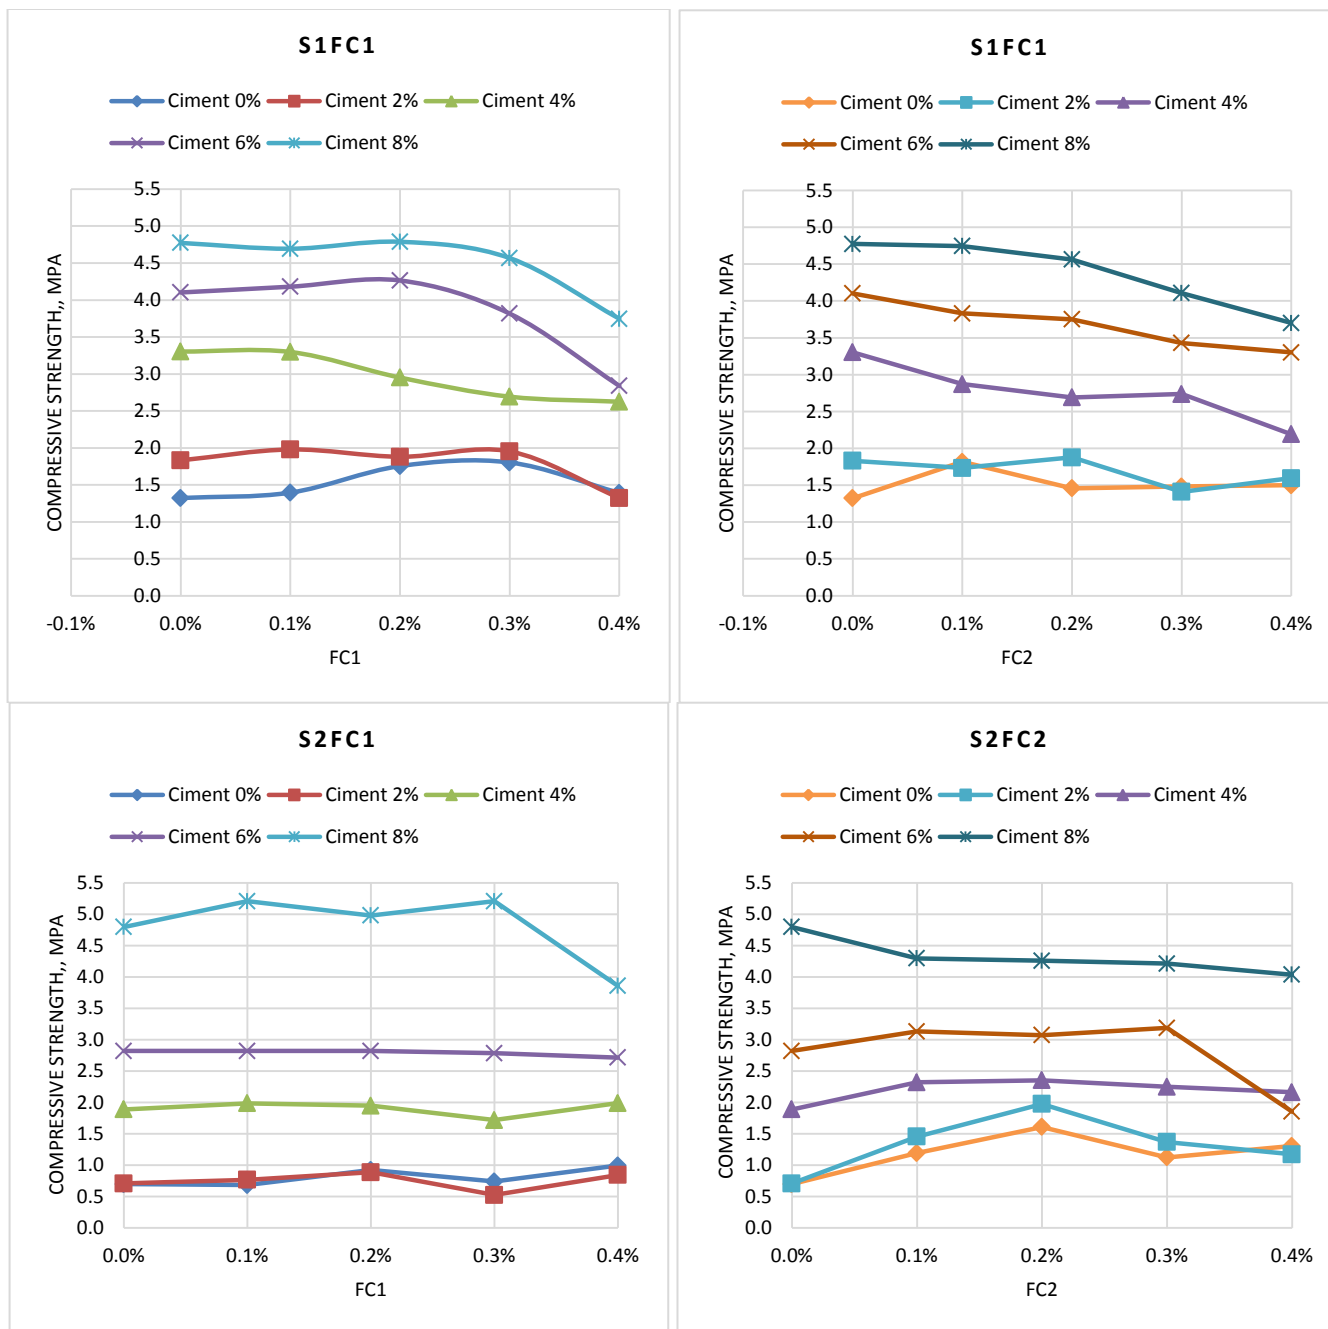 S1FC1
Ciment 0% Ciment 2% Ciment 4%
Ciment 6% Ciment 8%
COMPRESSIVE STRENGTH,, MPA
5.5
5.0
4.5
4.0
3.5
3.0
2.5
2.0
1.5
1.0
0.5
0.0
-0.1% 0.0% 0.1% 0.2% 0.3% 0.4%
FC1
S1FC1
Ciment 0% Ciment 2% Ciment 4%
Ciment 6% Ciment 8%
COMPRESSIVE STRENGTH,, MPA
5.5
5.0
4.5
4.0
3.5
3.0
2.5
2.0
1.5
1.0
0.5
0.0
-0.1% 0.0% 0.1% 0.2% 0.3% 0.4%
FC2
S2FC1
Ciment 0% Ciment 2% Ciment 4%
Ciment 6% Ciment 8%
COMPRESSIVE STRENGTH,, MPA
5.5
5.0
4.5
4.0
3.5
3.0
2.5
2.0
1.5
1.0
0.5
0.0
0.0% 0.1% 0.2% 0.3% 0.4%
FC1
S2FC2
Ciment 0% Ciment 2% Ciment 4%
Ciment 6% Ciment 8%
COMPRESSIVE STRENGTH, MPA
5.5
5.0
4.5
4.0
3.5
3.0
2.5
2.0
1.5
1.0
0.5
0.0
0.0% 0.1% 0.2% 0.3% 0.4%
FC2